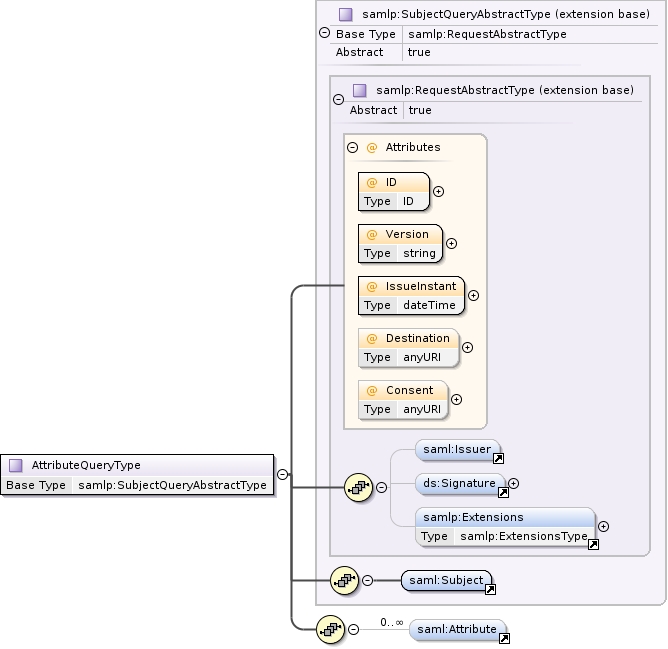 samlp:SubjectQueryAbstractType (extension base)
Base Type samlp:RequestAbstractType
Abstract true
samlp:RequestAbstractType (extension base)
Abstract true
@ Attributes
@ ID
Type ID
@ Version
Type string
@ IssueInstant
Type dateTime
@ Destination
Type anyURI
@ Consent
Type anyURI
saml:Issuer
AttributeQueryType
Base Type samlp:SubjectQueryAbstractType
ds:Signature
samlp:Extensions
Type samlp:ExtensionsType
saml:Subject
0..∞
saml:Attribute